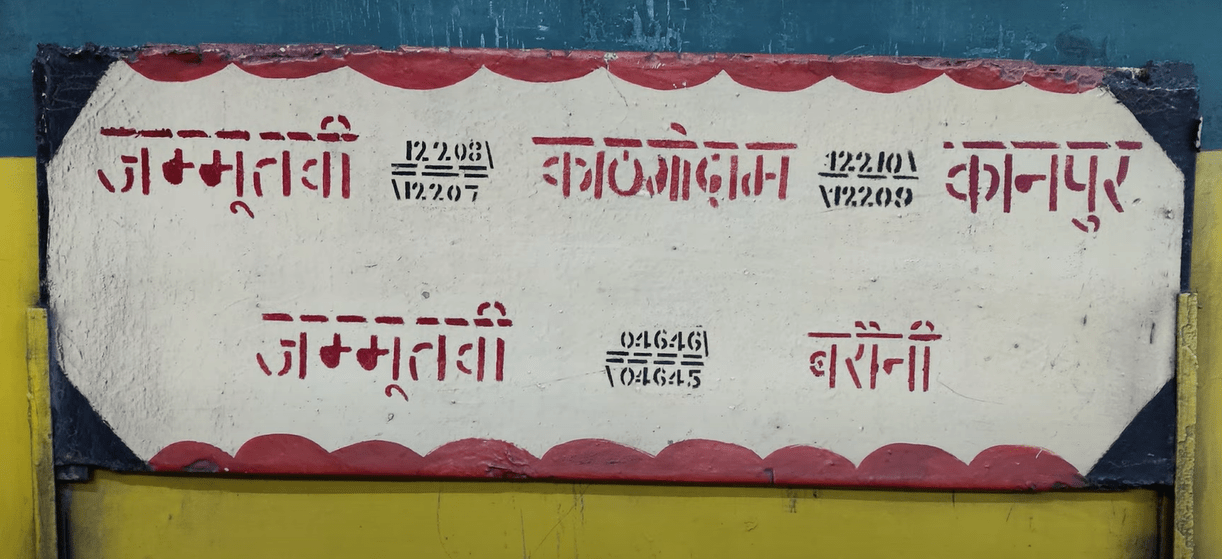 जम्मूतवी 12208 12207 काठगोदाम 12210 12209 कानपुर
जम्मूतवी 04646 04645 बरौनी